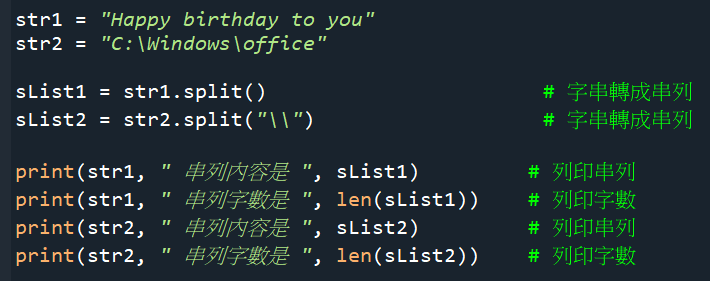 str1 = "Happy birthday to you"
str2 = "C:\Windows\office"
sList1 = str1.split() # 字串轉成串列
sList2 = str2.split("\\") # 字串轉成串列
print(str1, " 串列內容是 ", sList1) # 列印串列
print(str1, " 串列字數是 ", len(sList1)) # 列印字數
print(str2, " 串列內容是 ", sList2) # 列印串列
print(str2, " 串列字數是 ", len(sList2)) # 列印字數